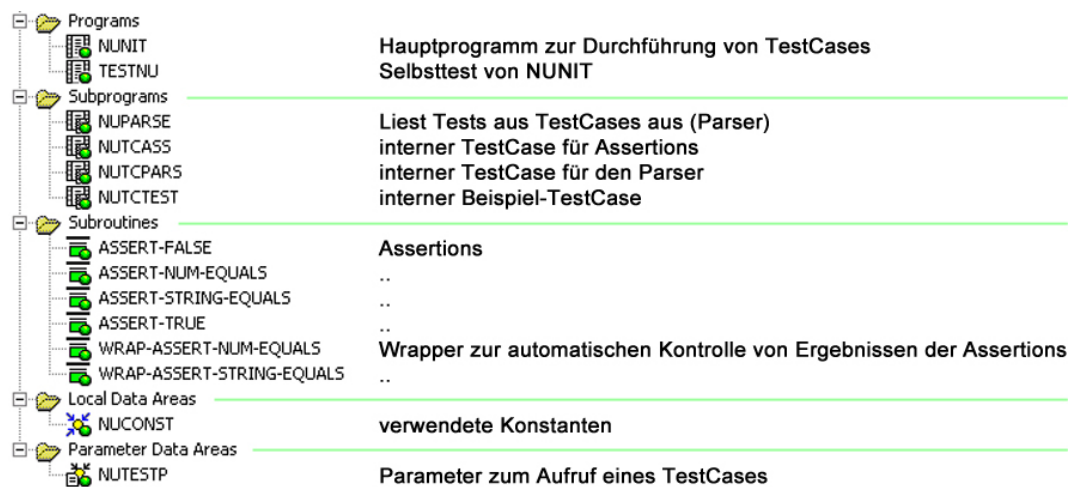 Programs
NUNIT Hauptprogramm zur Durchführung von TestCases
TESTNU Selbsttest von NUNIT
Subprograms
NUPARSE Liest Tests aus TestCases aus (Parser)
NUTCASS interner TestCase für Assertions
NUTCPARS interner TestCase für den Parser
NUTCTEST interner Beispiel-TestCase
Subroutines
ASSERT-FALSE Assertions
ASSERT-NUM-EQUALS ..
ASSERT-STRING-EQUALS ..
ASSERT-TRUE ..
WRAP-ASSERT-NUM-EQUALS Wrapper zur automatischen Kontrolle von Ergebnissen der Assertions
WRAP-ASSERT-STRING-EQUALS ..
Local Data Areas
NUCONST verwendete Konstanten
Parameter Data Areas
NUTESTP Parameter zum Aufruf eines TestCases